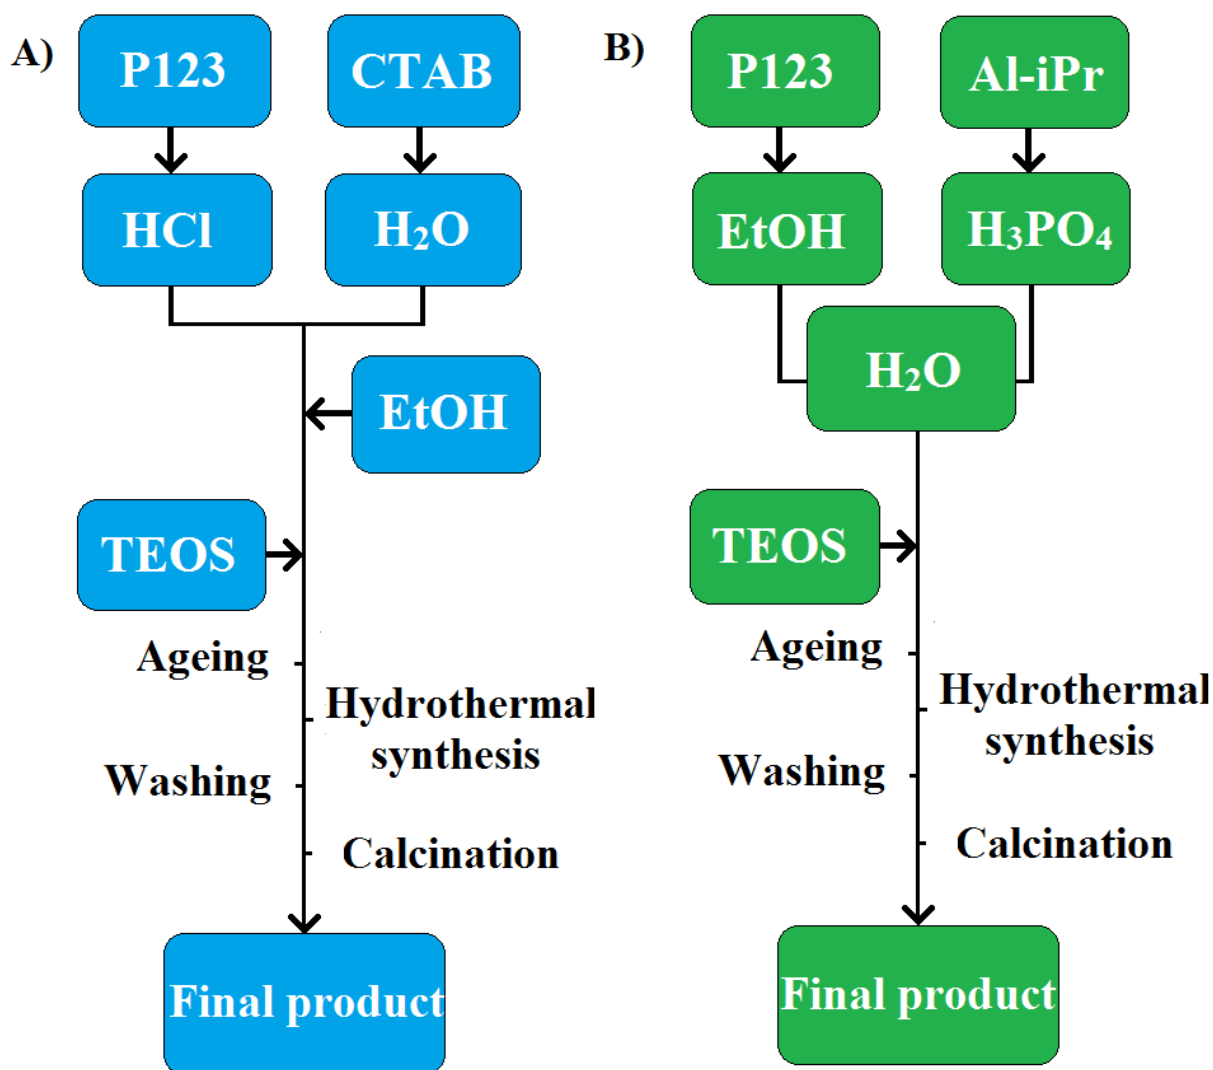 A)
P123
CTAB
HCl
H₂O
EtOH
TEOS
Ageing
Hydrothermal
synthesis
Washing
Calcination
Final product
B)
P123
Al-iPr
EtOH
H₃PO₄
H₂O
TEOS
Ageing
Hydrothermal
synthesis
Washing
Calcination
Final product